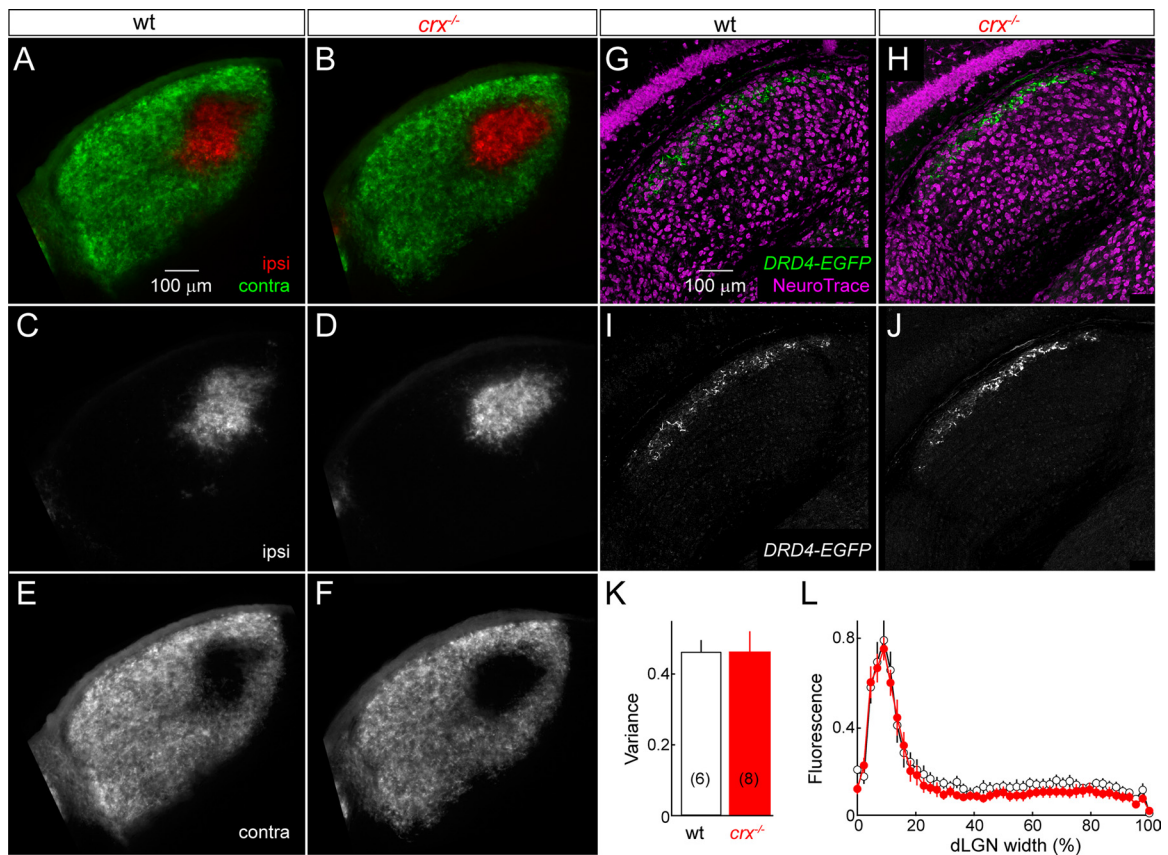 wt crx-/- wt crx-/-
A B G H
ipsi
contra
100 μm
100 μm
DRD4-EGFP
NeuroTrace
C D I J
ipsi
DRD4-EGFP
E F K L
contra
Variance
0.4
0.2
0
(6) (8)
wt crx-/-
Fluorescence
0.8
0.4
0
0 20 40 60 80 100
dLGN width (%)